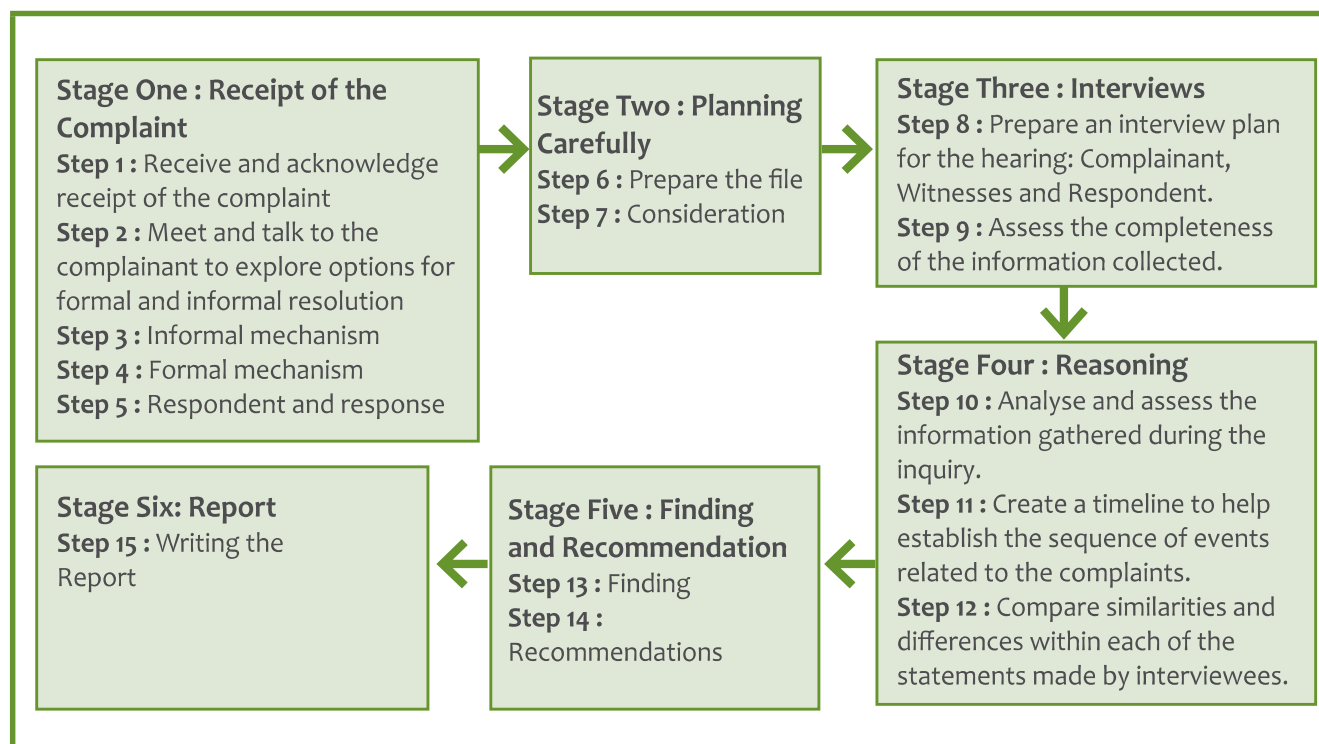 Stage One : Receipt of the
Complaint
Step 1 : Receive and acknowledge
receipt of the complaint
Step 2 : Meet and talk to the
complainant to explore options for
formal and informal resolution
Step 3 : Informal mechanism
Step 4 : Formal mechanism
Step 5 : Respondent and response
Stage Two : Planning
Carefully
Step 6 : Prepare the file
Step 7 : Consideration
Stage Three : Interviews
Step 8 : Prepare an interview plan
for the hearing: Complainant,
Witnesses and Respondent.
Step 9 : Assess the completeness
of the information collected.
Stage Four : Reasoning
Step 10 : Analyse and assess the
information gathered during the
inquiry.
Step 11 : Create a timeline to help
establish the sequence of events
related to the complaints.
Step 12 : Compare similarities and
differences within each of the
statements made by interviewees.
Stage Five : Finding
and Recommendation
Step 13 : Finding
Step 14 :
Recommendations
Stage Six: Report
Step 15 : Writing the
Report